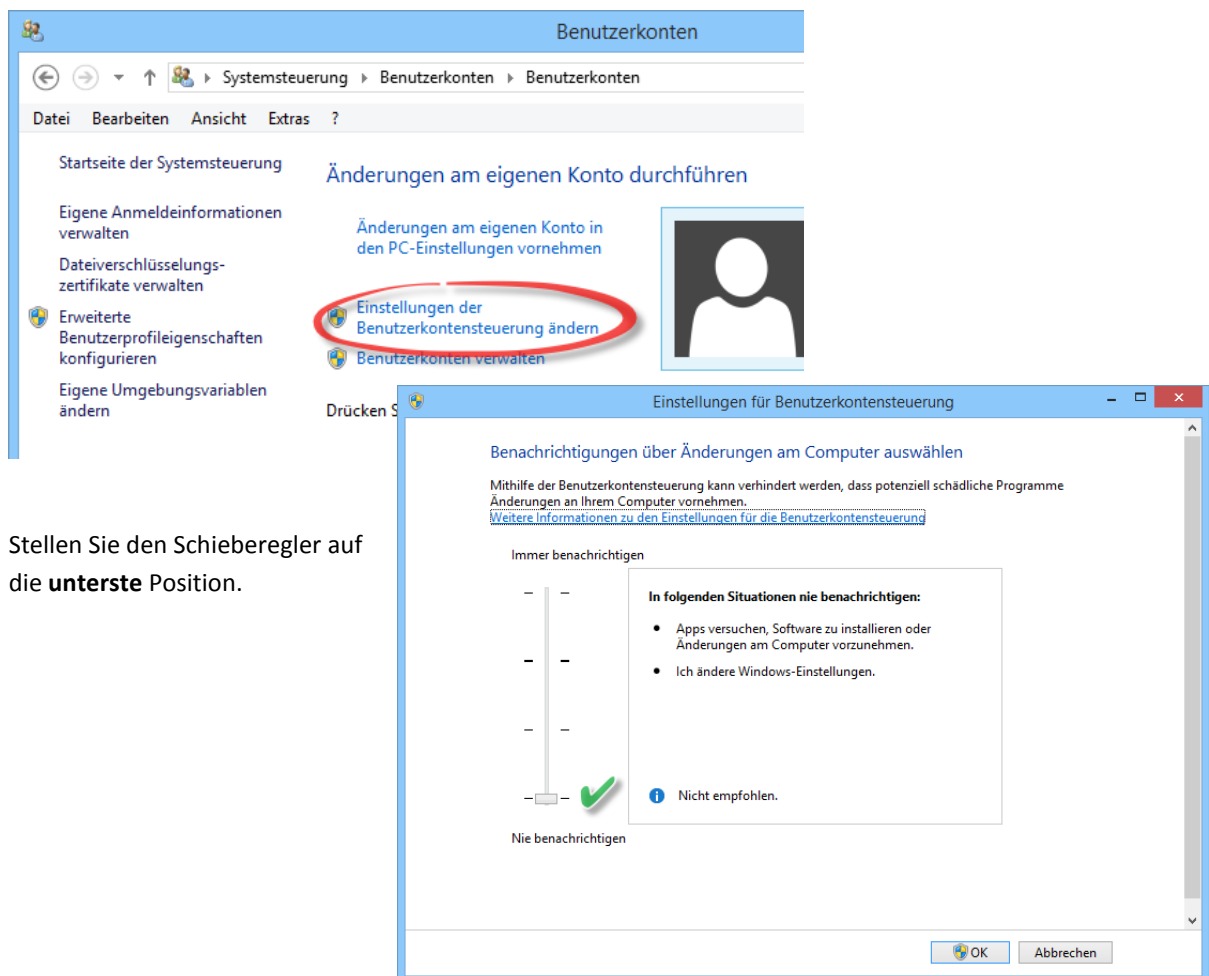 Benutzerkonten
Systemsteuerung Benutzerkonten Benutzerkonten
Datei Bearbeiten Ansicht Extras ?
Startseite der Systemsteuerung
Eigene Anmeldeinformationen
verwalten
Dateiverschlüsselungs-
zertifikate verwalten
Erweiterte
Benutzerprofileigenschaften
konfigurieren
Eigene Umgebungsvariablen
ändern
Änderungen am eigenen Konto durchführen
Änderungen am eigenen Konto in
den PC-Einstellungen vornehmen
Einstellungen der
Benutzerkontensteuerung ändern
Benutzerkonten verwalten
Drücken S
Stellen Sie den Schieberegler auf
die unterste Position.
Einstellungen für Benutzerkontensteuerung
Benachrichtigungen über Änderungen am Computer auswählen
Mithilfe der Benutzerkontensteuerung kann verhindert werden, dass potenziell schädliche Programme
Änderungen an Ihrem Computer vornehmen.
Weitere Informationen zu den Einstellungen für die Benutzerkontensteuerung
Immer benachrichtigen
In folgenden Situationen nie benachrichtigen:
• Apps versuchen, Software zu installieren oder
Änderungen am Computer vorzunehmen.
• Ich ändere Windows-Einstellungen.
Nicht empfohlen.
Nie benachrichtigen
OK Abbrechen